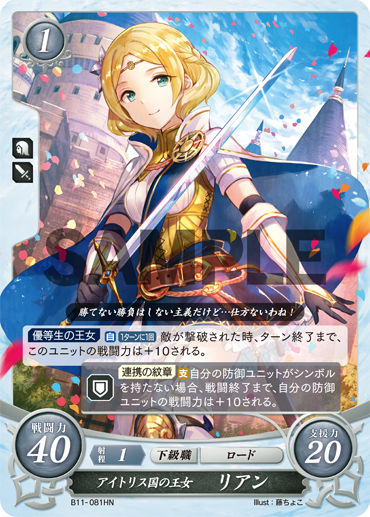 1
SAMPLE
勝てない勝負はしない主義だけど…仕方ないわね！
優等生の王女 自 1ターンに1回 敵が撃破された時、ターン終了まで、
このユニットの戦闘力は＋10される。
連携の紋章 支 自分の防御ユニットがシンボル
を持たない場合、戦闘終了まで、自分の防御
ユニットの戦闘力は＋10される。
戦闘力
40
射程 1 下級職 ロード
支援力
20
アイトリス国の王女 リアン
B11-081HN
Illust：藤ちょこ